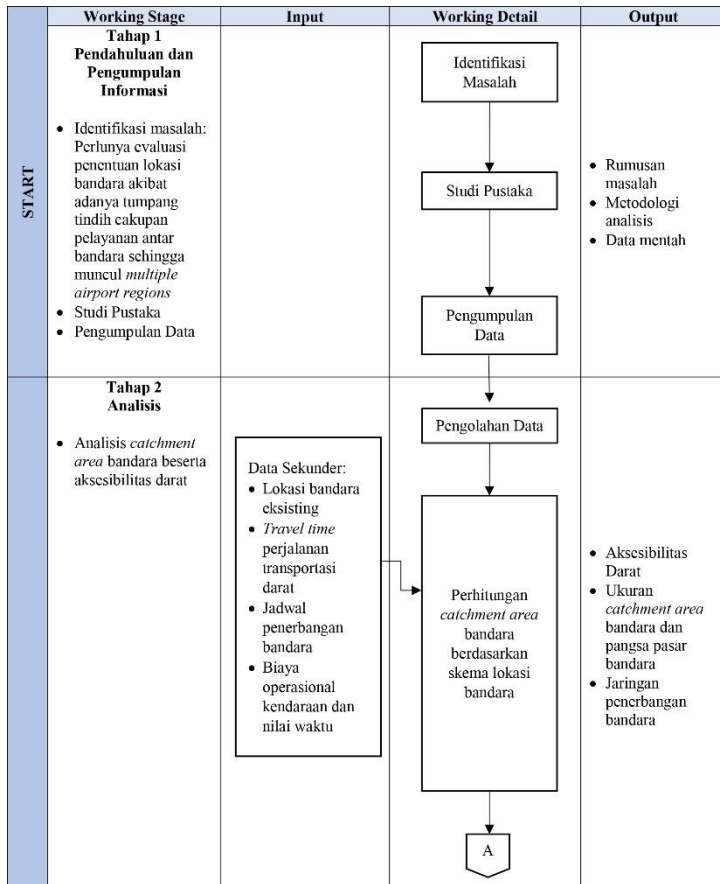 Working Stage
Input
Working Detail
Output
START
Tahap 1
Pendahuluan dan
Pengumpulan
Informasi
• Identifikasi masalah:
Perlunya evaluasi
penentuan lokasi
bandara akibat
adanya tumpang
tindih cakupan
pelayanan antar
bandara sehingga
muncul multiple
airport regions
• Studi Pustaka
• Pengumpulan Data
Identifikasi
Masalah
Studi Pustaka
Pengumpulan
Data
• Rumusan
masalah
• Metodologi
analisis
• Data mentah
Tahap 2
Analisis
• Analisis catchment
area bandara beserta
aksesibilitas darat
Data Sekunder:
• Lokasi bandara
eksisting
• Travel time
perjalanan
transportasi
darat
• Jadwal
penerbangan
bandara
• Biaya
operasional
kendaraan dan
nilai waktu
Pengolahan Data
Perhitungan
catchment area
bandara
berdasarkan
skema lokasi
bandara
A
• Aksesibilitas
Darat
• Ukuran
catchment area
bandara dan
pangsa pasar
bandara
• Jaringan
penerbangan
bandara